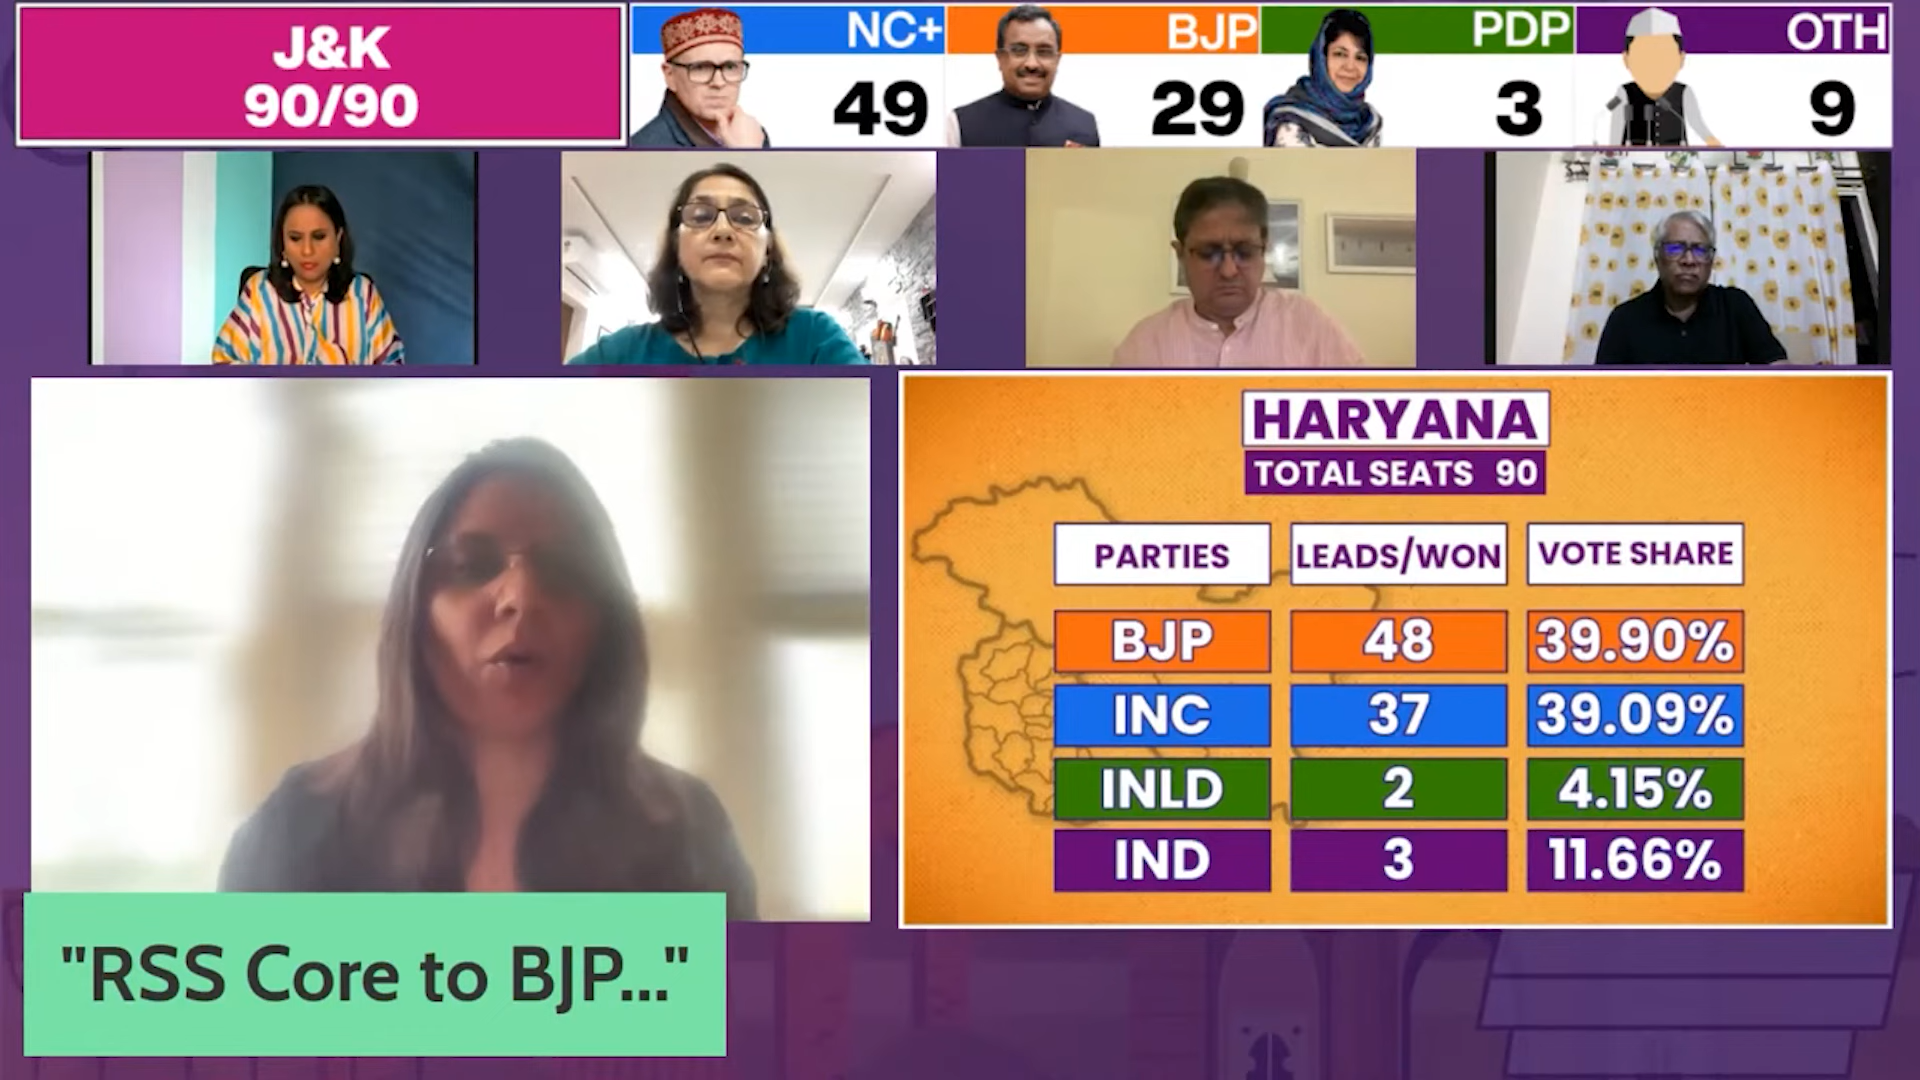 J&K
90/90
NC+
49
BJP
29
PDP
3
OTH
9
HARYANA
TOTAL SEATS 90
PARTIES LEADS/WON VOTE SHARE
BJP 48 39.90%
INC 37 39.09%
INLD 2 4.15%
IND 3 11.66%
"RSS Core to BJP..."